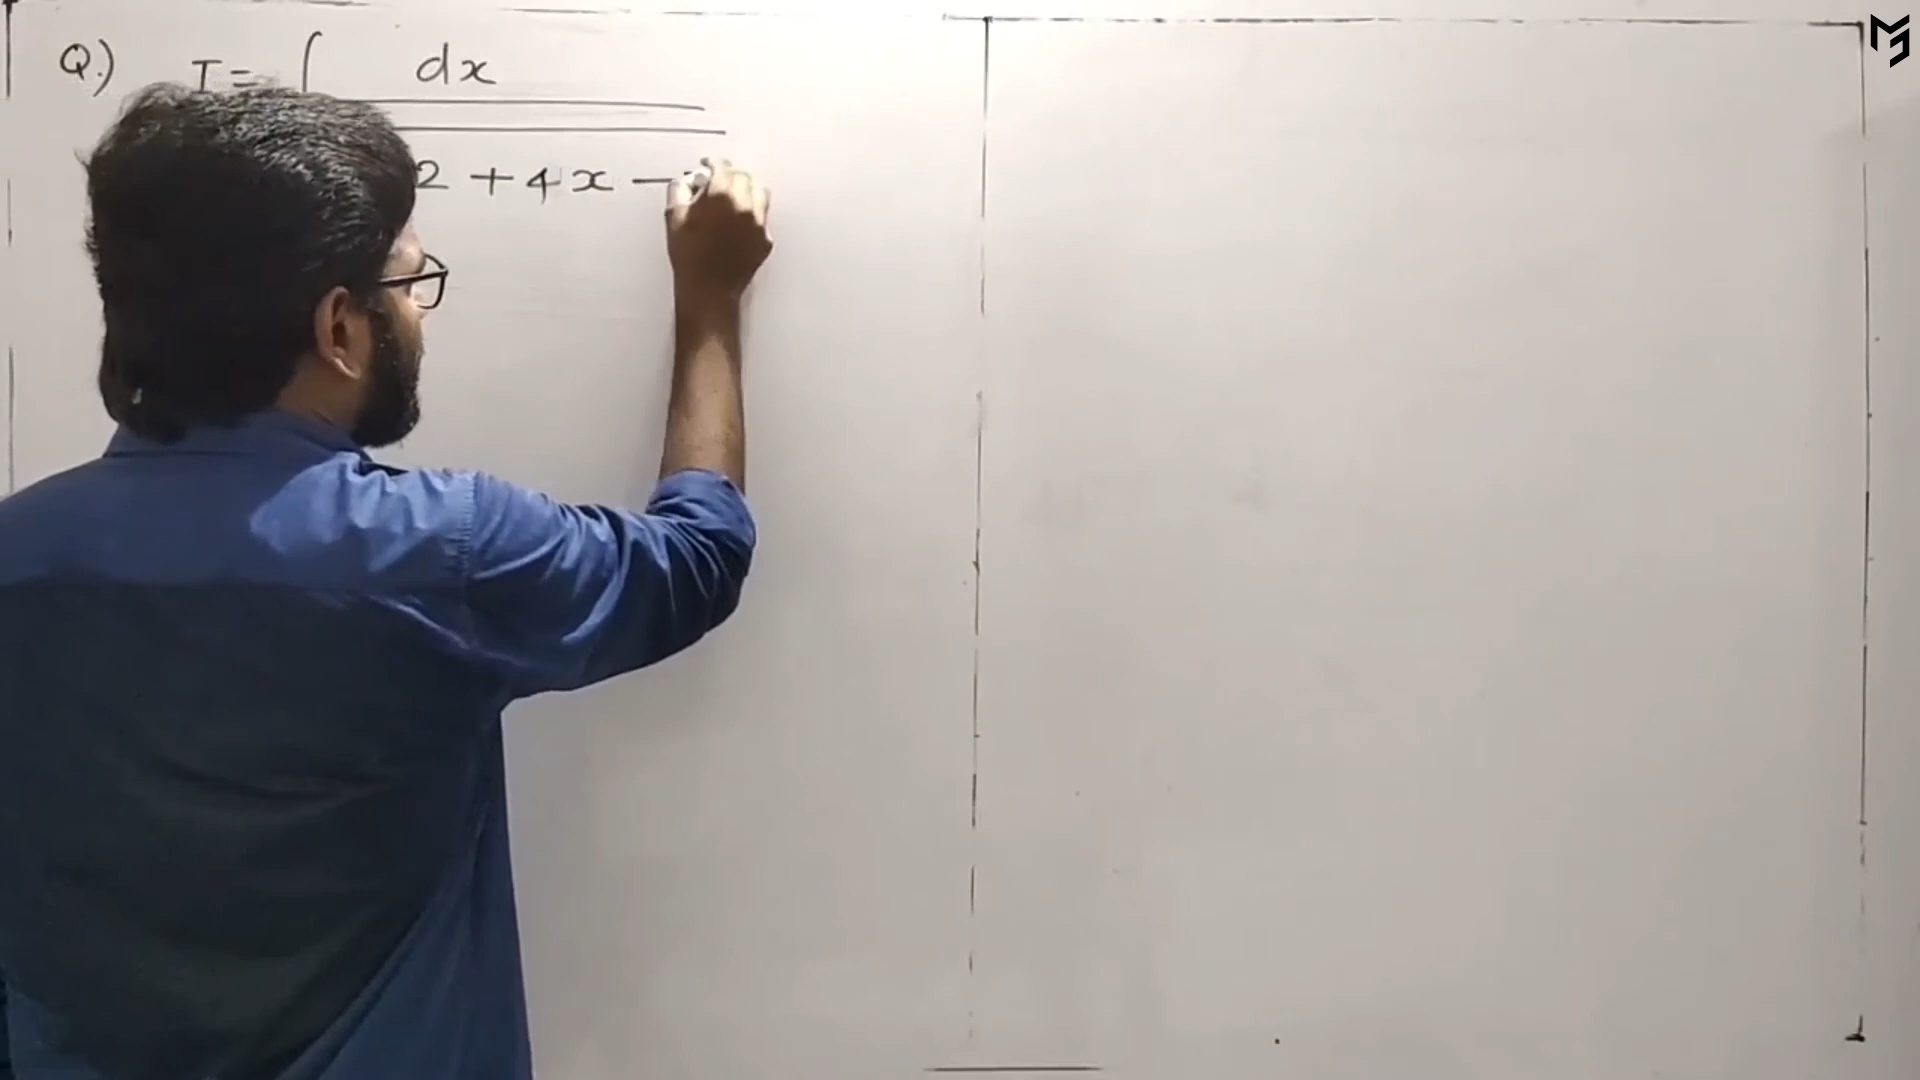 Q.) I = ∫ dx
2 + 4x -